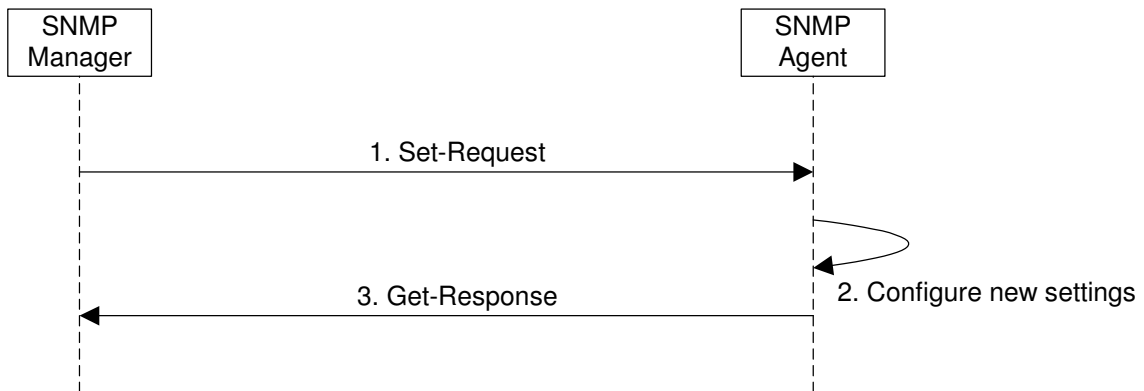 SNMP
Manager
SNMP
Agent
1. Set-Request
2. Configure new settings
3. Get-Response